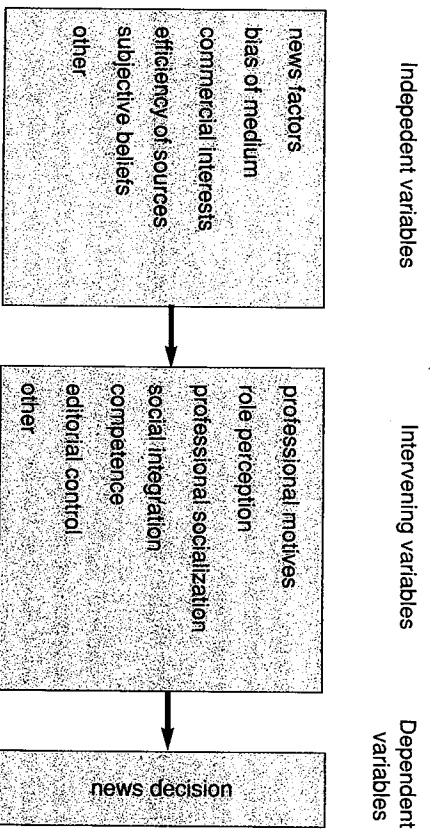 Indepedent variables
news factors
bias of medium
commercial interests
efficiency of sources
subjective beliefs
other
Intervening variables
professional motives
role perception
professional socialization
social integration
competence
editorial control
other
Dependent
variables
news decision